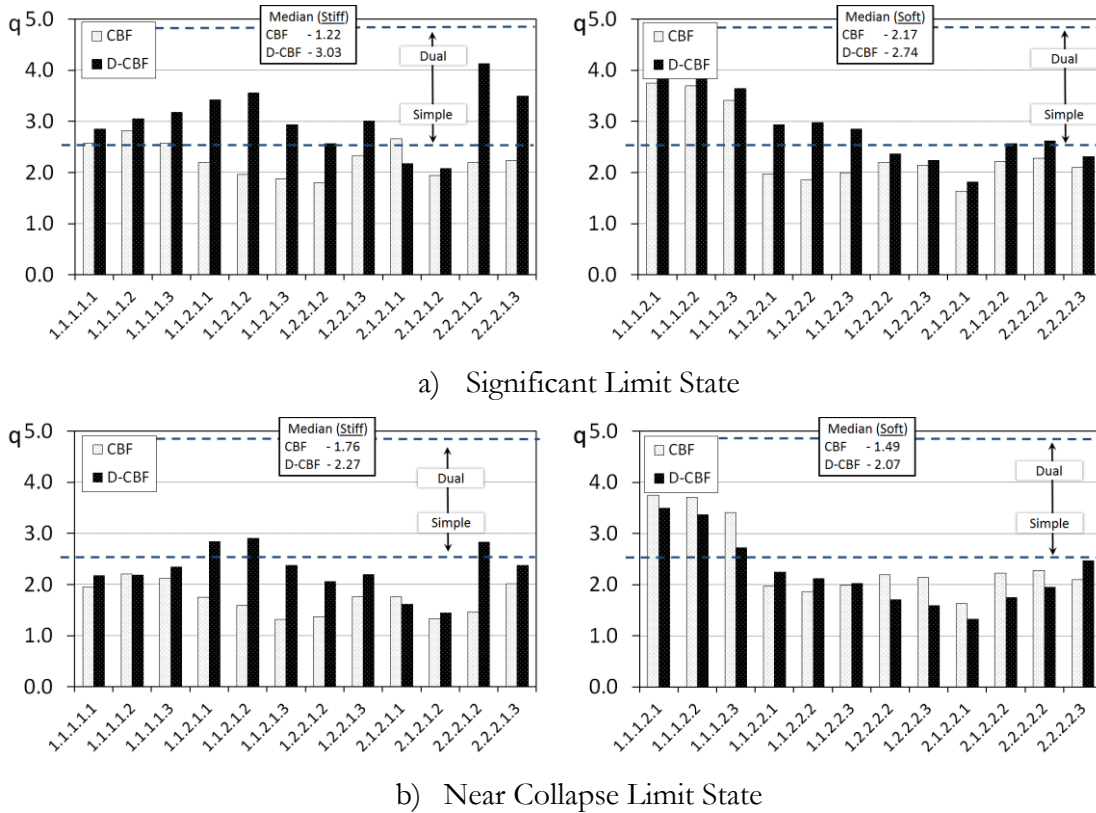 q
5.0
4.0
3.0
2.0
1.0
0.0
CBF
D-CBF
Median (Stiff)
CBF - 1.22
D-CBF - 3.03
Dual
Simple
1.1.1.1.1
1.1.1.1.2
1.1.1.1.3
1.1.2.1.1
1.1.2.1.2
1.1.2.1.3
1.2.2.1.2
1.2.2.1.3
2.1.2.1.1
2.1.2.1.2
2.2.2.1.2
2.2.2.1.3
q
5.0
4.0
3.0
2.0
1.0
0.0
CBF
D-CBF
Median (Soft)
CBF - 2.17
D-CBF - 2.74
Dual
Simple
1.1.1.2.1
1.1.1.2.2
1.1.1.2.3
1.1.2.2.1
1.1.2.2.2
1.1.2.2.3
1.2.2.2.2
1.2.2.2.3
2.1.2.2.1
2.1.2.2.2
2.2.2.2.2
2.2.2.2.3
a) Significant Limit State
q
5.0
4.0
3.0
2.0
1.0
0.0
CBF
D-CBF
Median (Stiff)
CBF - 1.76
D-CBF - 2.27
Dual
Simple
1.1.1.1.1
1.1.1.1.2
1.1.1.1.3
1.1.2.1.1
1.1.2.1.2
1.1.2.1.3
1.2.2.1.2
1.2.2.1.3
2.1.2.1.1
2.1.2.1.2
2.2.2.1.2
2.2.2.1.3
q
5.0
4.0
3.0
2.0
1.0
0.0
CBF
D-CBF
Median (Soft)
CBF - 1.49
D-CBF - 2.07
Dual
Simple
1.1.1.2.1
1.1.1.2.2
1.1.1.2.3
1.1.2.2.1
1.1.2.2.2
1.1.2.2.3
1.2.2.2.2
1.2.2.2.3
2.1.2.2.1
2.1.2.2.2
2.2.2.2.2
2.2.2.2.3
b) Near Collapse Limit State